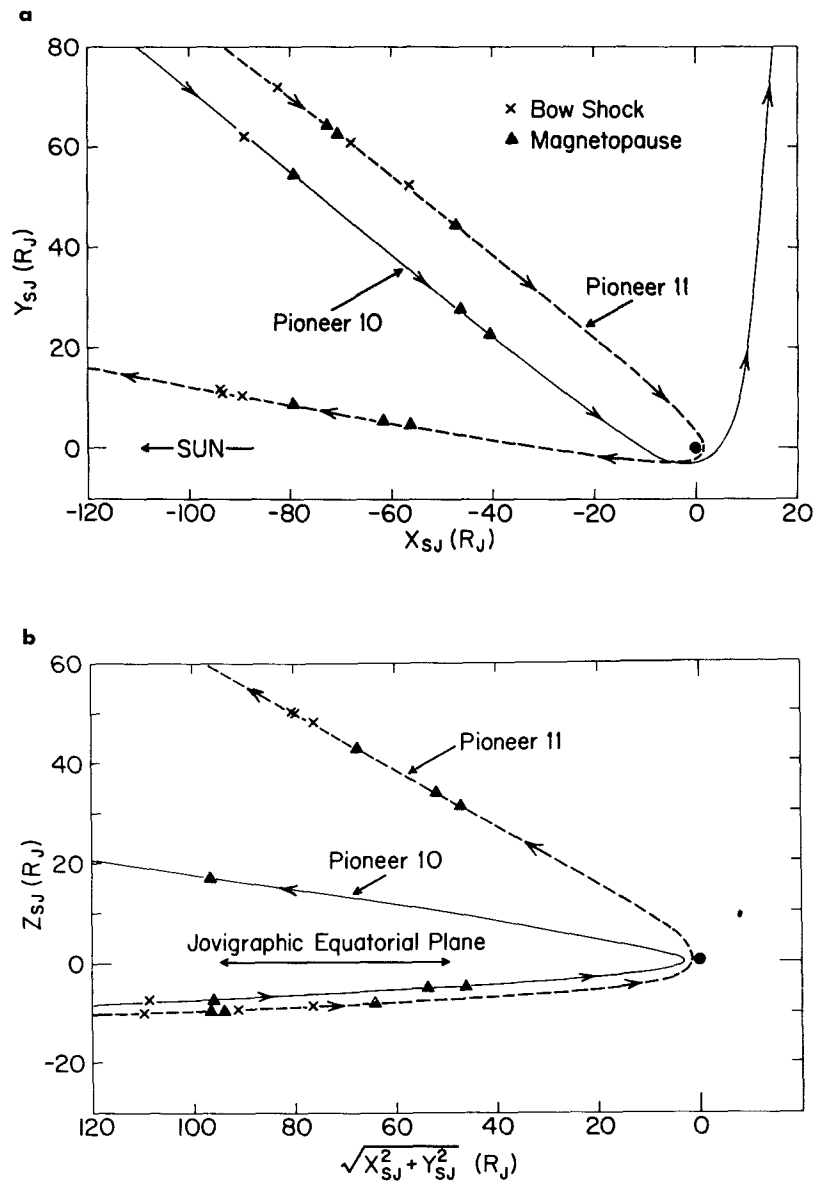 a
80
60
40
20
0
Y_SJ (R_J)
× Bow Shock
▲ Magnetopause
Pioneer 10
Pioneer 11
← SUN
-120 -100 -80 -60 -40 -20 0 20
X_SJ (R_J)
b
60
40
20
0
-20
Z_SJ (R_J)
Pioneer 11
Pioneer 10
Jovigraphic Equatorial Plane
120 100 80 60 40 20 0
√X²_SJ + Y²_SJ (R_J)